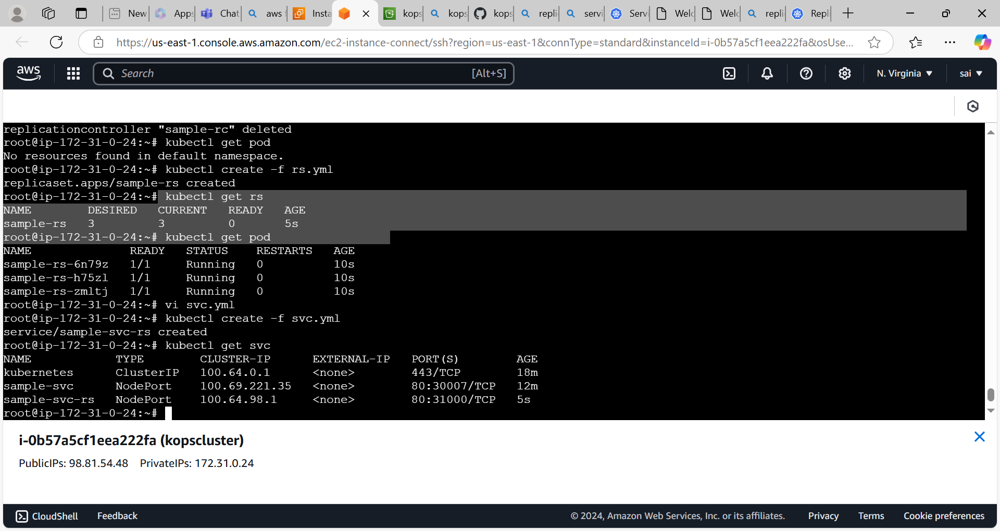 New
Apps
Chat
aws f
Insta
kops
kops
kops
repli
servi
Servi
Welc
Welc
repli
Repli
https://us-east-1.console.aws.amazon.com/ec2-instance-connect/ssh?region=us-east-1&connType=standard&instanceId=i-0b57a5cf1eea222fa&osUse...
aws
Search
[Alt+S]
N. Virginia
sai
replicationcontroller "sample-rc" deleted
root@ip-172-31-0-24:~# kubectl get pod
No resources found in default namespace.
root@ip-172-31-0-24:~# kubectl create -f rs.yml
replicaset.apps/sample-rs created
root@ip-172-31-0-24:~# kubectl get rs
NAME DESIRED CURRENT READY AGE
sample-rs 3 3 0 5s
root@ip-172-31-0-24:~# kubectl get pod
NAME READY STATUS RESTARTS AGE
sample-rs-6n79z 1/1 Running 0 10s
sample-rs-h75zl 1/1 Running 0 10s
sample-rs-zmltj 1/1 Running 0 10s
root@ip-172-31-0-24:~# vi svc.yml
root@ip-172-31-0-24:~# kubectl create -f svc.yml
service/sample-svc-rs created
root@ip-172-31-0-24:~# kubectl get svc
NAME TYPE CLUSTER-IP EXTERNAL-IP PORT(S) AGE
kubernetes ClusterIP 100.64.0.1 <none> 443/TCP 18m
sample-svc NodePort 100.69.221.35 <none> 80:30007/TCP 12m
sample-svc-rs NodePort 100.64.98.1 <none> 80:31000/TCP 5s
root@ip-172-31-0-24:~#
i-0b57a5cf1eea222fa (kopscluster)
PublicIPs: 98.81.54.48 PrivateIPs: 172.31.0.24
CloudShell
Feedback
© 2024, Amazon Web Services, Inc. or its affiliates.
Privacy
Terms
Cookie preferences